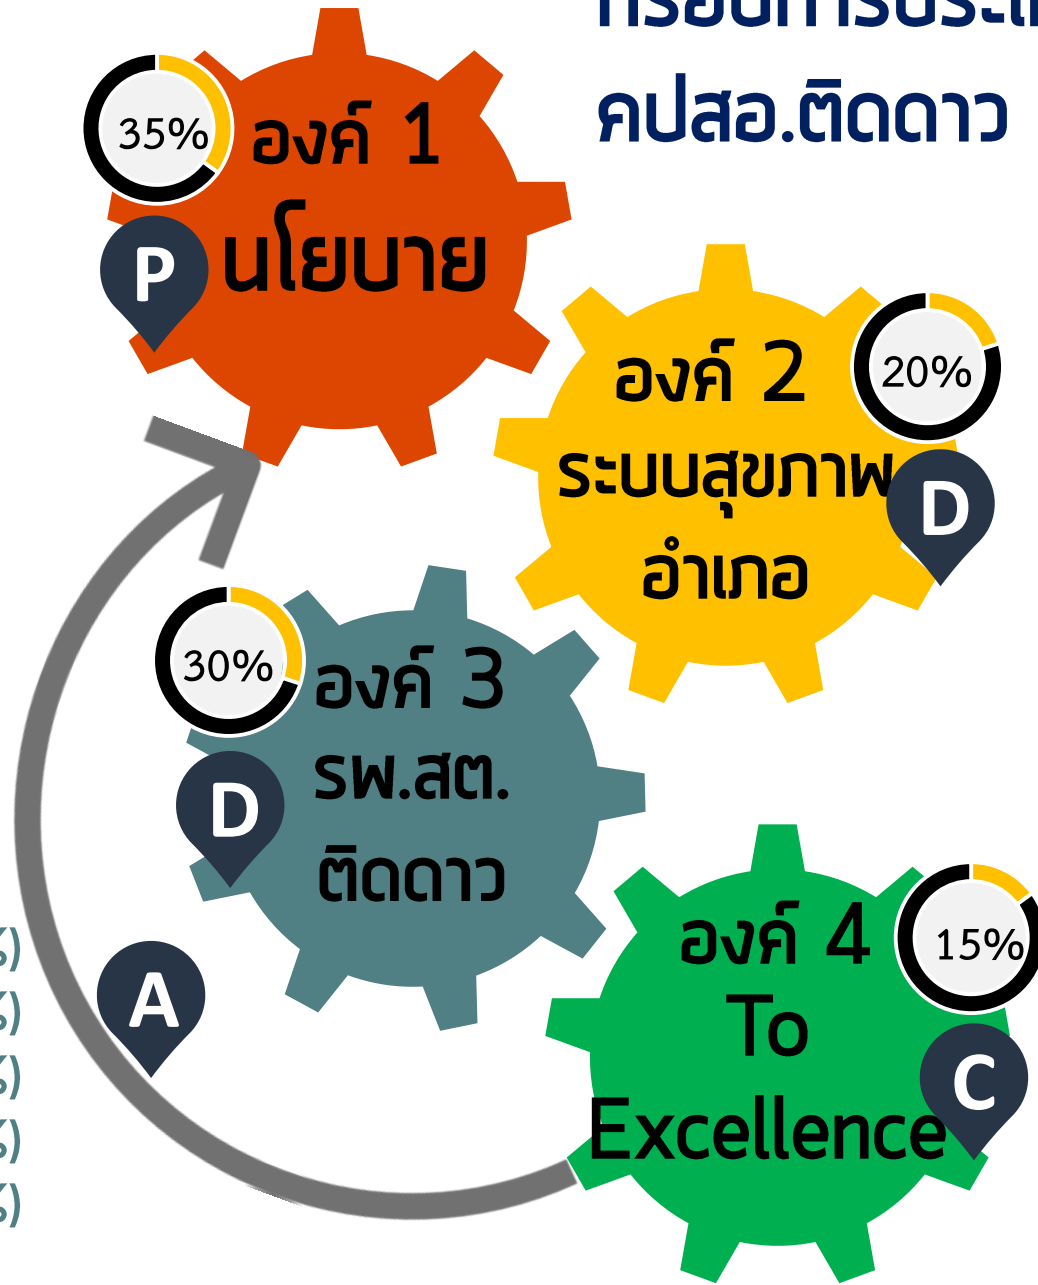 คปสอ.ติดดาว
35%
องค์ 1
นโยบาย
P
องค์ 2
ระบบสุขภาพ
อำเภอ
20%
D
30%
องค์ 3
รพ.สต.
ติดดาว
D
A
องค์ 4
To
Excellence
15%
C